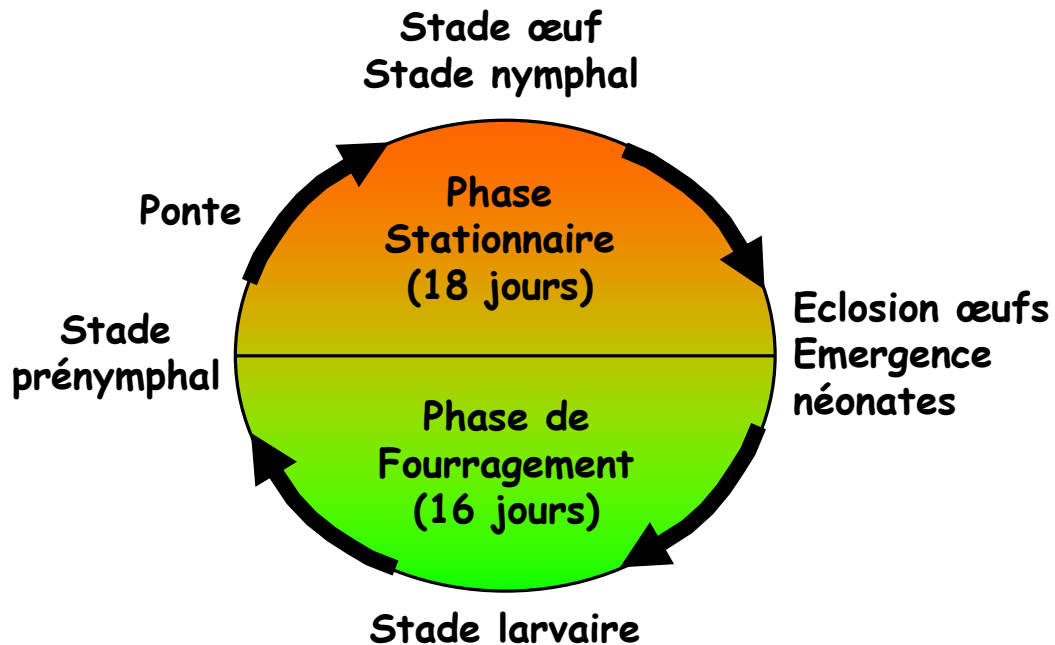 Stade œuf
Stade nymphal
Ponte
Phase
Stationnaire
(18 jours)
Eclosion œufs
Emergence
néonates
Stade
prénymphal
Phase de
Fourragement
(16 jours)
Stade larvaire